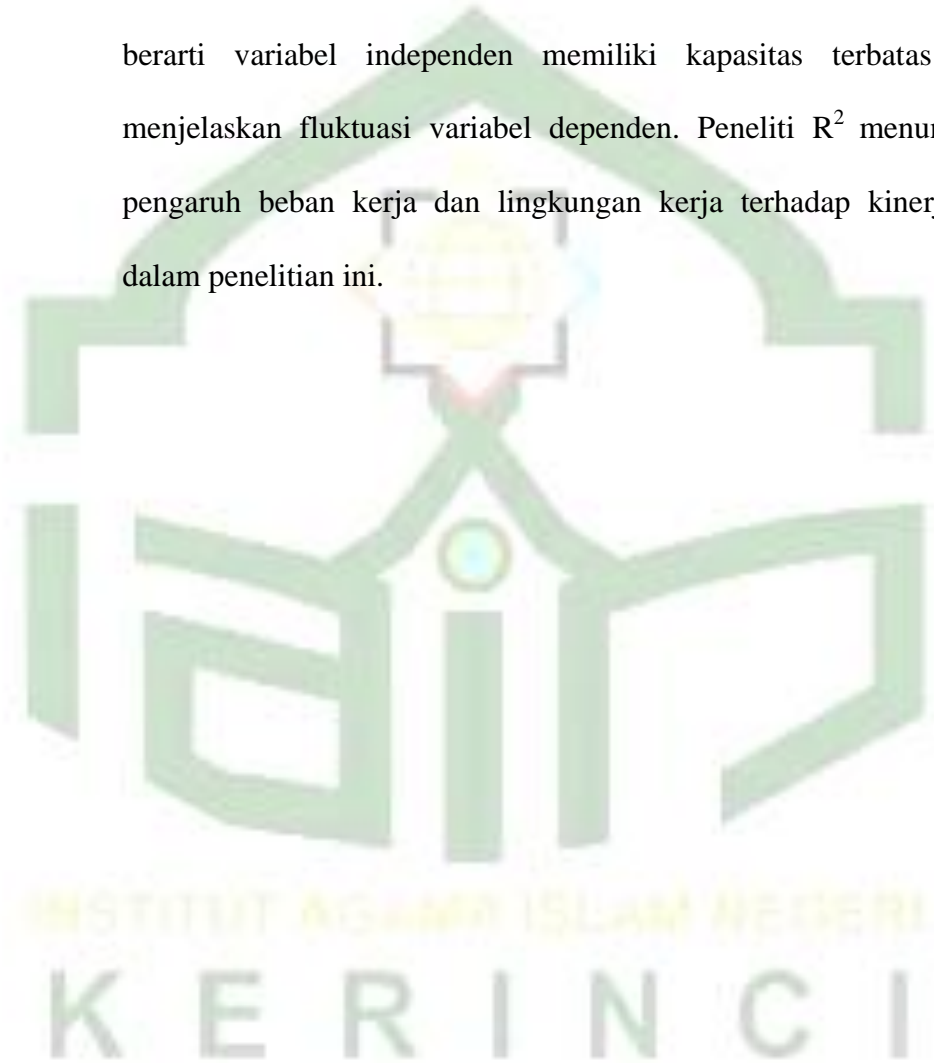 berarti variabel independen memiliki kapasitas terbatas
menjelaskan fluktuasi variabel dependen. Peneliti R² 
pengaruh beban kerja dan lingkungan kerja terhadap
dalam penelitian ini.
iain
INSTITUT AGAMA ISLAM NEGERI
KERINCI